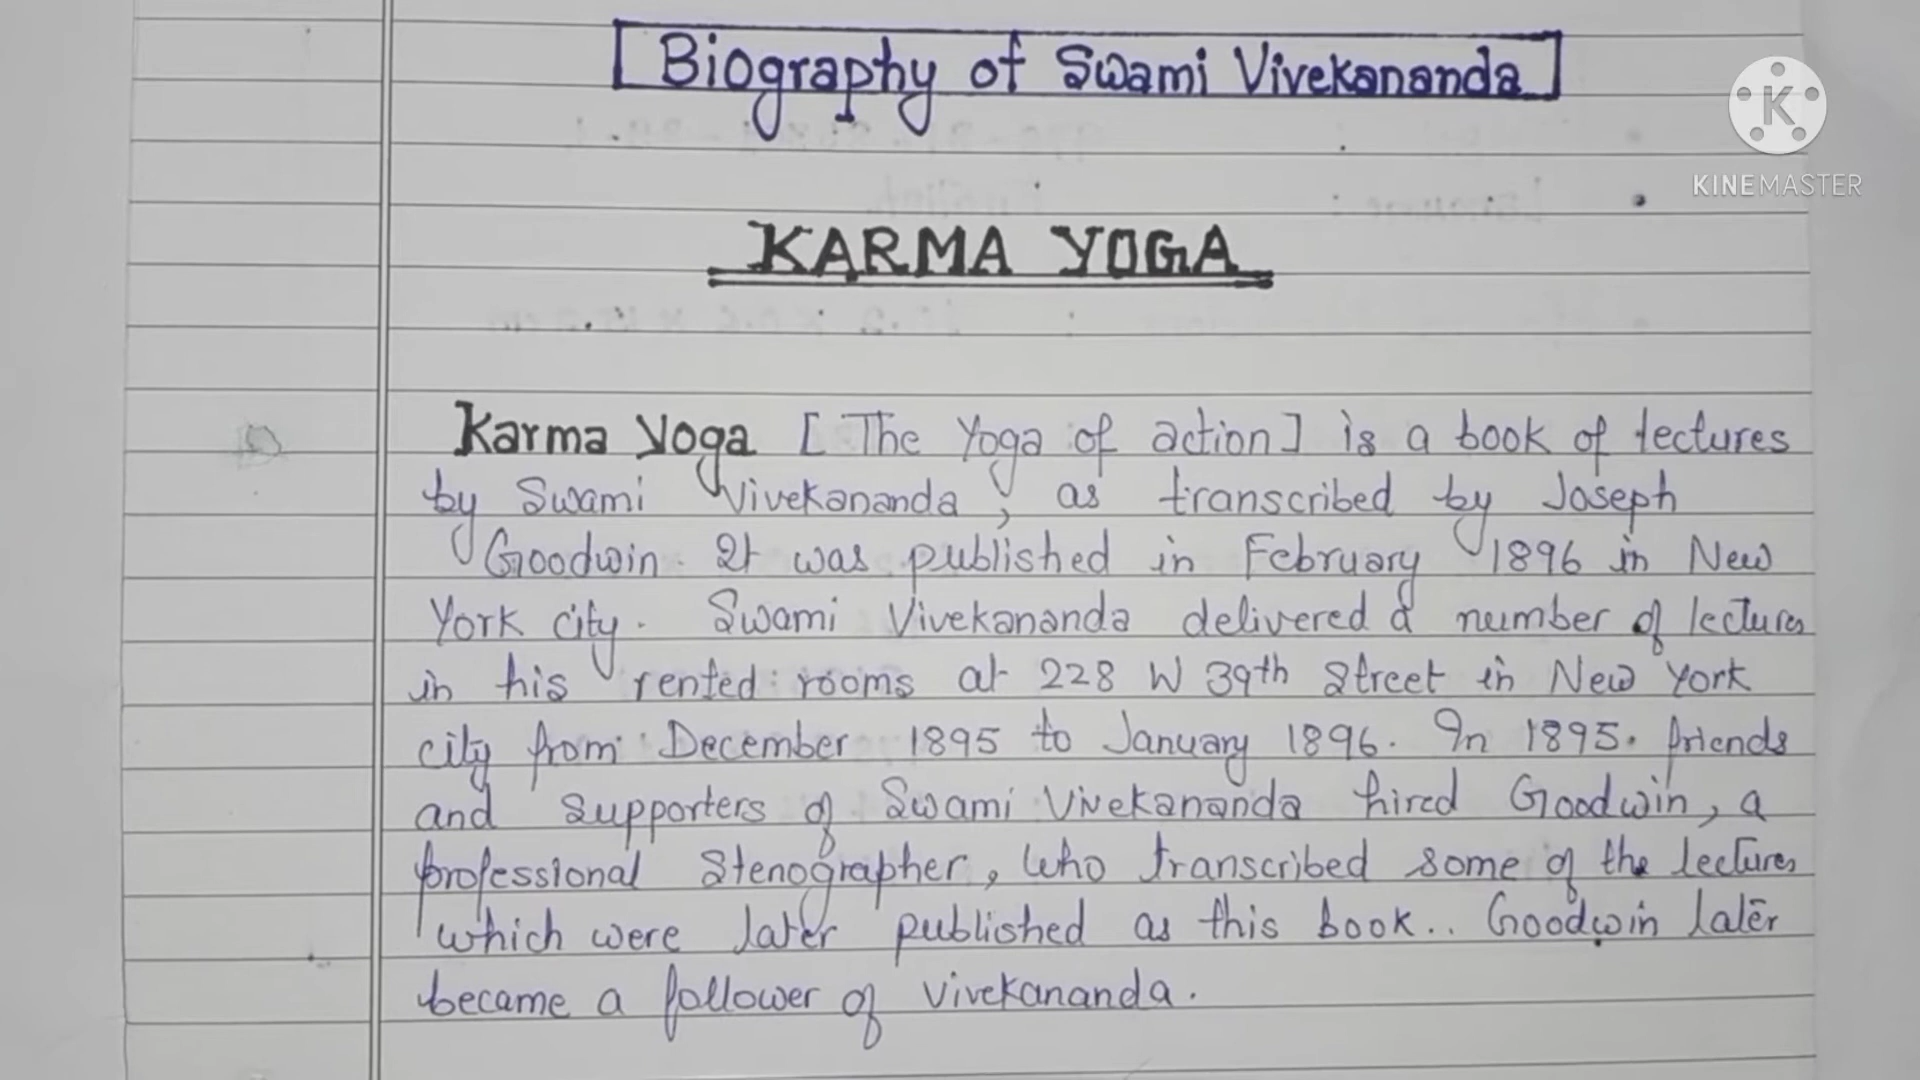 [Biography of Swami Vivekananda]
K
KINEMASTER
KARMA YOGA
Karma Yoga [The Yoga of action] is a book of lectures
by Swami Vivekananda, as transcribed by Joseph
Goodwin. It was published in February 1896 in New
York city. Swami Vivekananda delivered a number of lectures
in his rented rooms at 228 W 39th Street in New York
city from December 1895 to January 1896. In 1895. friends
and supporters of Swami Vivekananda hired Goodwin, a
professional Stenographer, who transcribed some of the lectures
which were later published as this book.. Goodwin later
became a follower of Vivekananda.